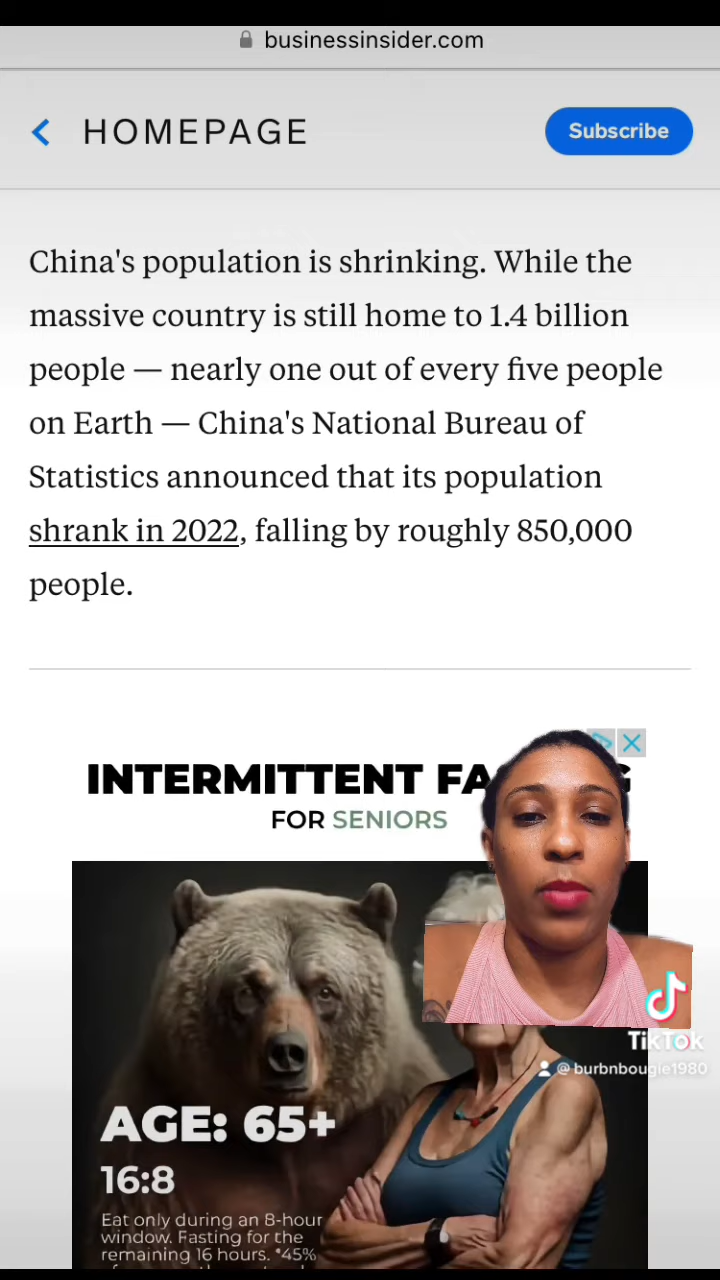 businessinsider.com
HOMEPAGE
Subscribe
China's population is shrinking. While the
massive country is still home to 1.4 billion
people — nearly one out of every five people
on Earth — China's National Bureau of
Statistics announced that its population
shrank in 2022, falling by roughly 850,000
people.
INTERMITTENT
FOR SENIORS
AGE: 65+
16:8
Eat only during an 8-hour
window. Fasting for the
remaining 16 hours. *45%
TikTok
@burbnbougie1980